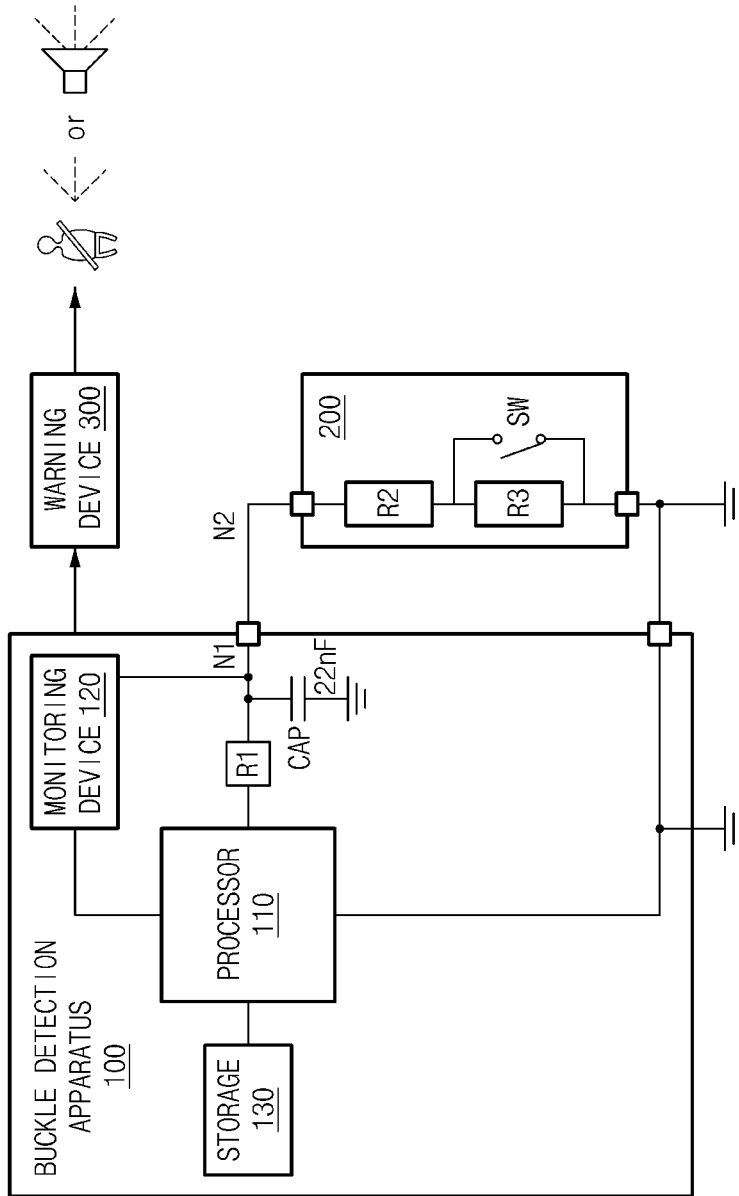 BUCKLE DETECTION
APPARATUS
100
STORAGE
130
PROCESSOR
110
MONITORING
DEVICE 120
R1
CAP
22nF
N1
N2
200
R2
R3
SW
WARNING
DEVICE 300
or